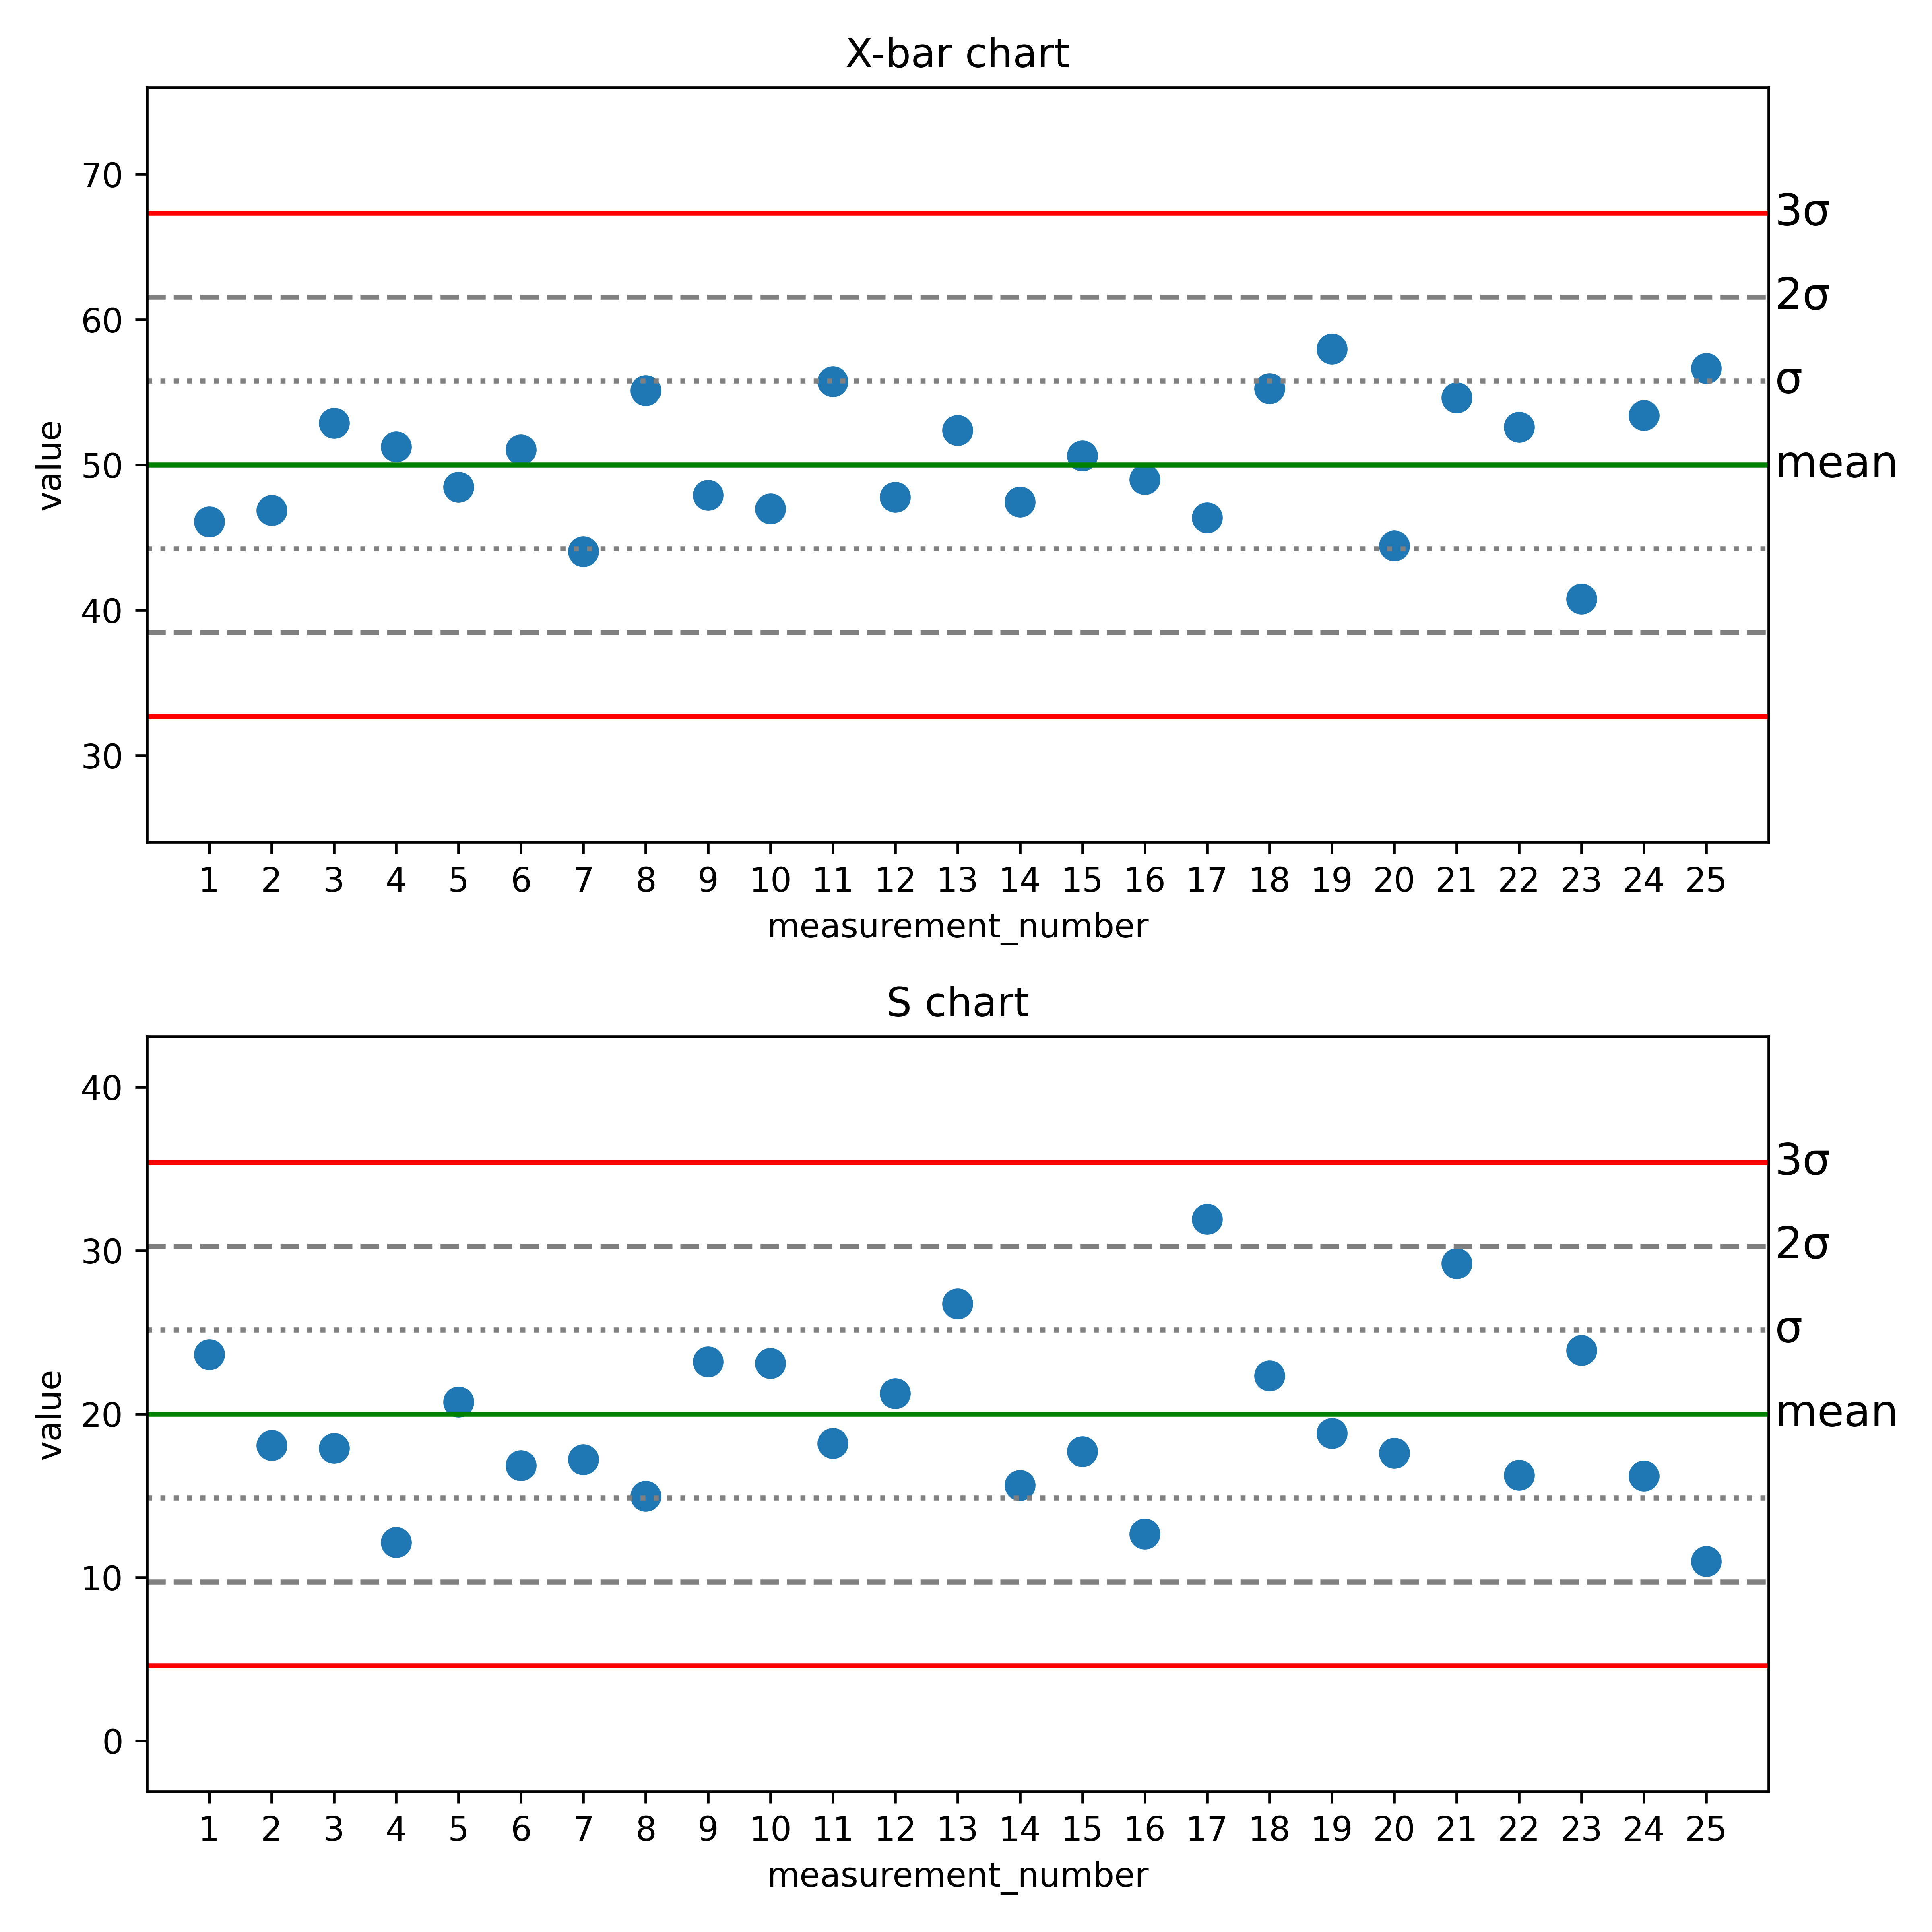 X-bar chart
value
70
60
50
40
30
3σ
2σ
σ
mean
1 2 3 4 5 6 7 8 9 10 11 12 13 14 15 16 17 18 19 20 21 22 23 24 25
measurement_number
S chart
value
40
30
20
10
0
3σ
2σ
σ
mean
1 2 3 4 5 6 7 8 9 10 11 12 13 14 15 16 17 18 19 20 21 22 23 24 25
measurement_number